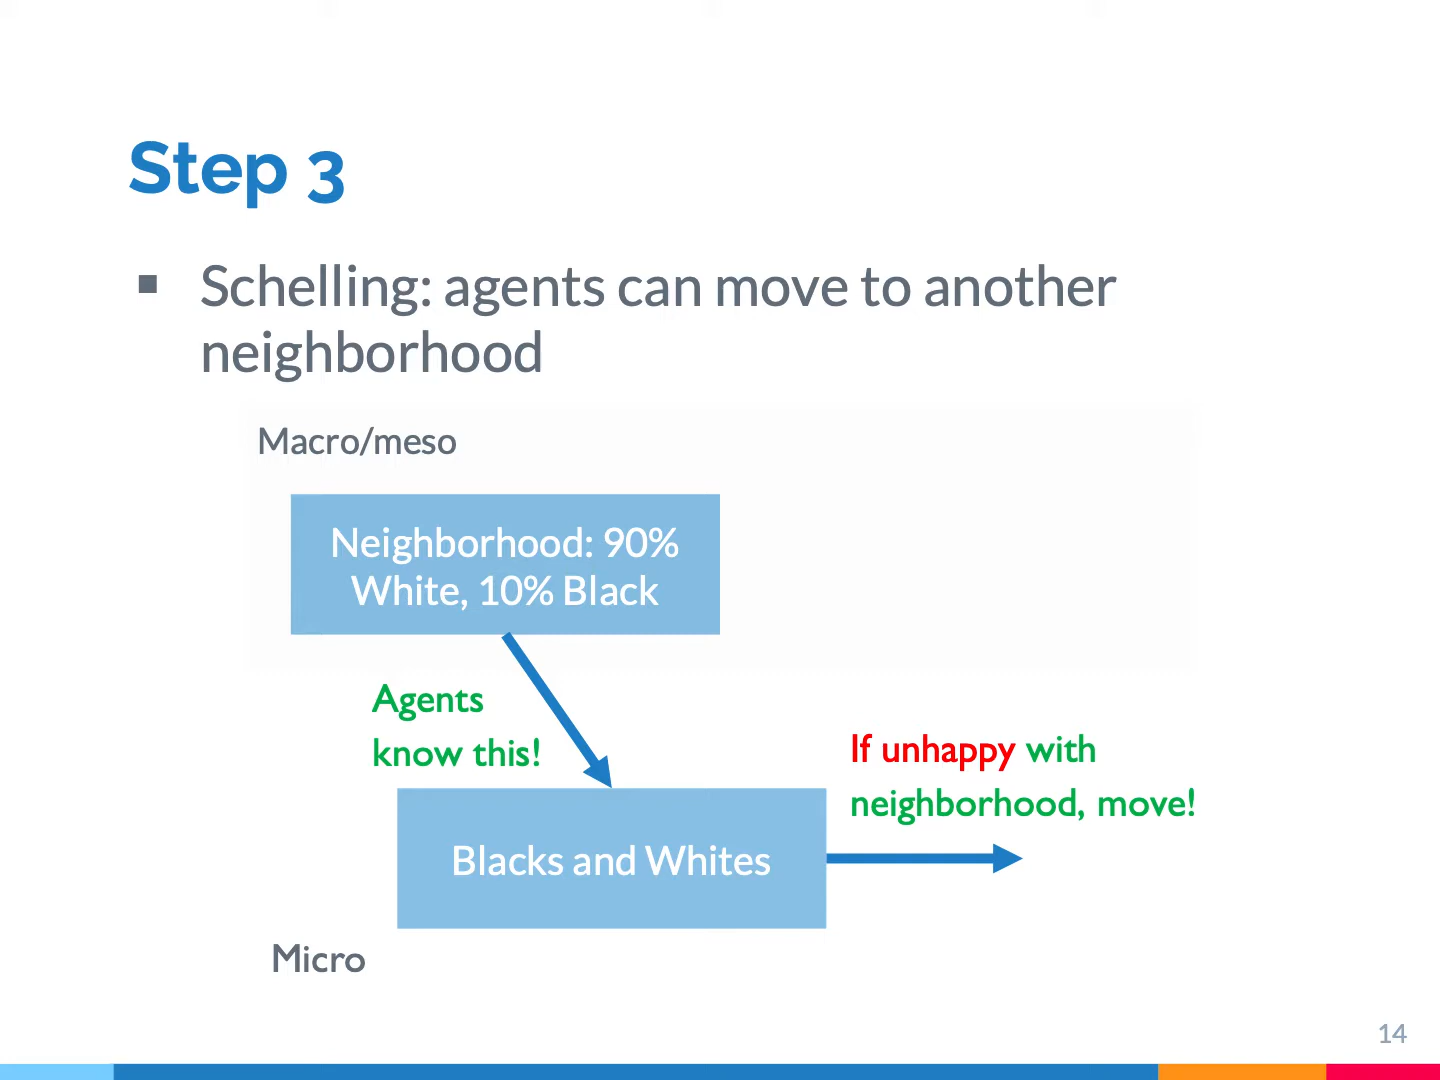 Step 3
▪ Schelling: agents can move to another
neighborhood
Macro/meso
Neighborhood: 90%
White, 10% Black
Agents
know this!
If unhappy with
neighborhood, move!
Blacks and Whites
Micro
14